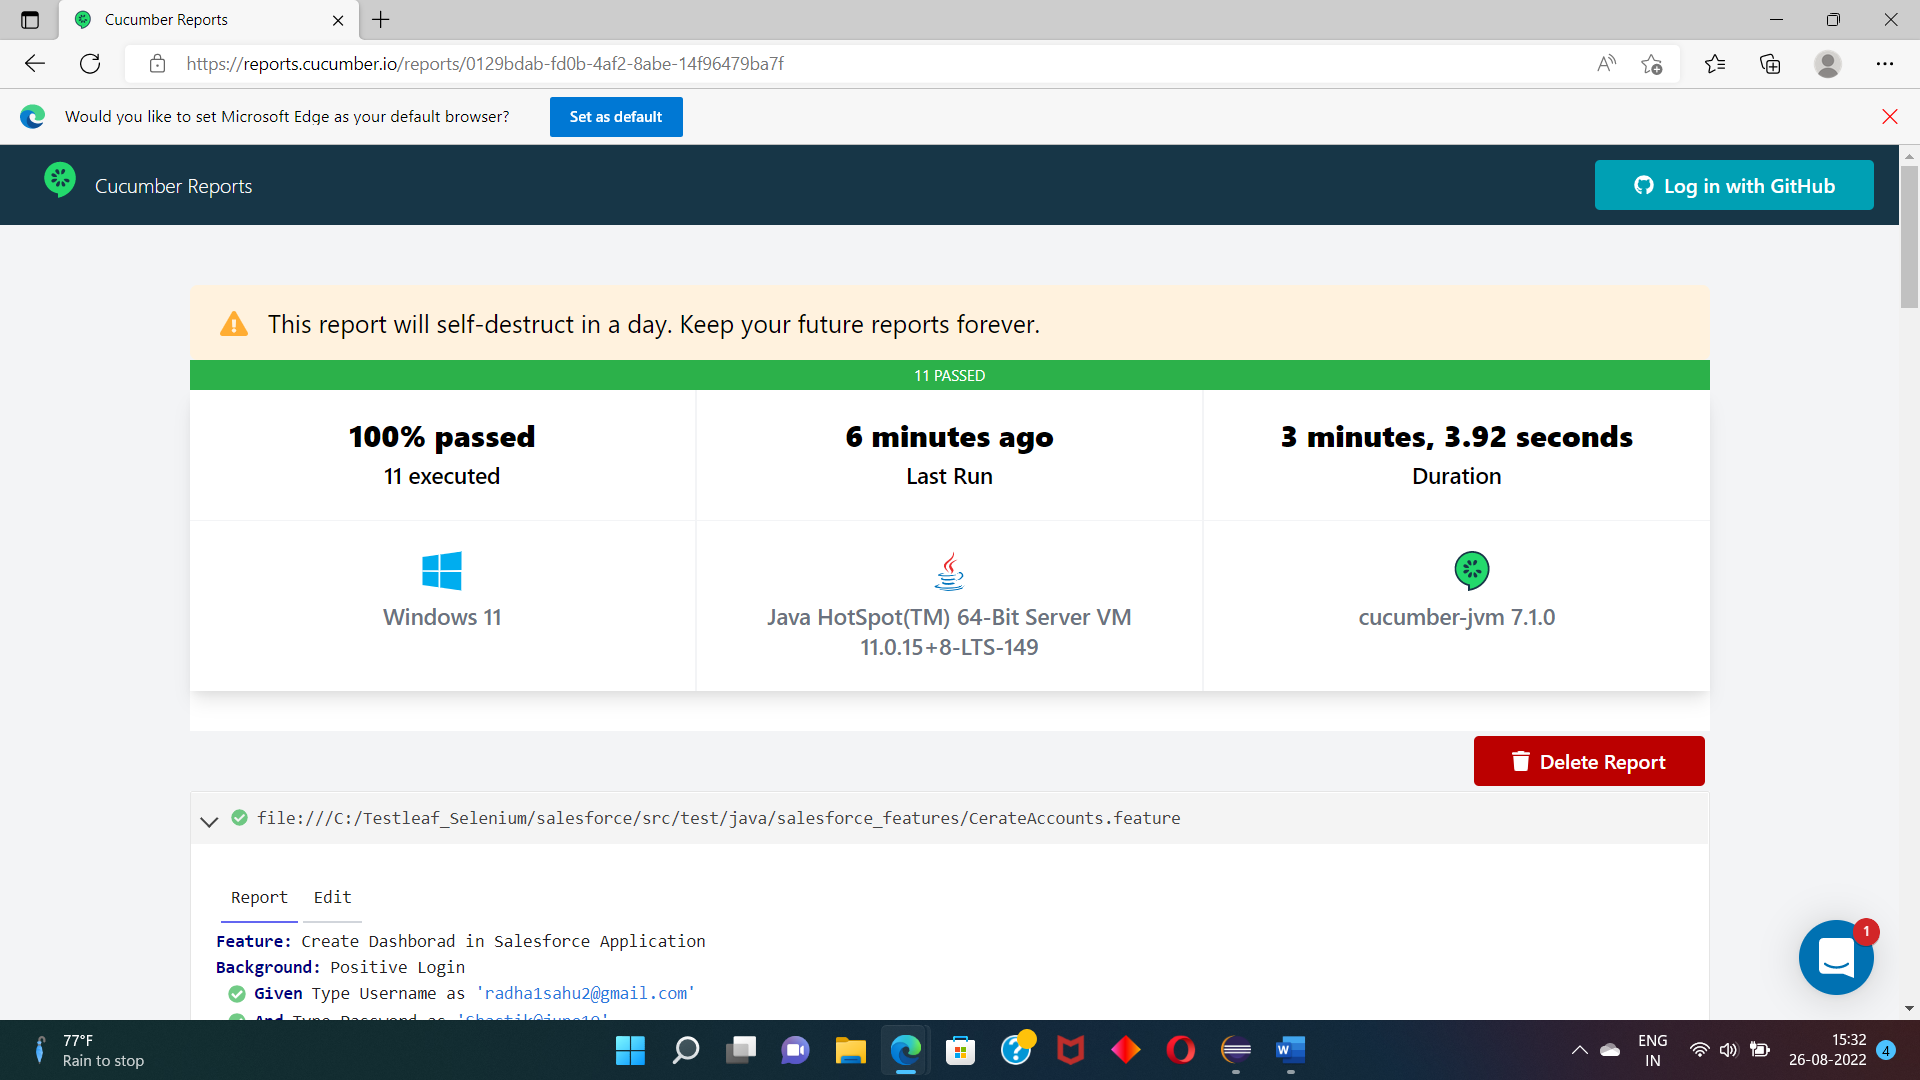 Cucumber Reports
https://reports.cucumber.io/reports/0129bdab-fd0b-4af2-8abe-14f96479ba7f
Would you like to set Microsoft Edge as your default browser?
Set as default
Cucumber Reports
Log in with GitHub
This report will self-destruct in a day. Keep your future reports forever.
11 PASSED
100% passed
11 executed
6 minutes ago
Last Run
3 minutes, 3.92 seconds
Duration
Windows 11
Java HotSpot(TM) 64-Bit Server VM
11.0.15+8-LTS-149
cucumber-jvm 7.1.0
Delete Report
file:///C:/Testleaf_Selenium/salesforce/src/test/java/salesforce_features/CerateAccounts.feature
Report Edit
Feature: Create Dashborad in Salesforce Application
Background: Positive Login
Given Type Username as 'radha1sahu2@gmail.com'
And Type Password as
1
77°F
Rain to stop
ENG
IN
15:32
26-08-2022
4